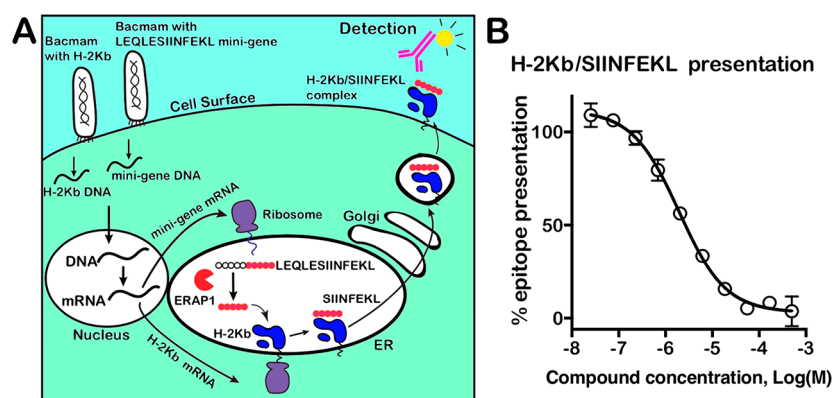 A
Bacmam
with H-2Kb
Bacmam with
LEQLESIINFEKL mini-gene
Detection
H-2Kb/SIINFEKL
complex
Cell Surface
H-2Kb DNA
mini-gene DNA
mini-gene mRNA
Ribosome
Golgi
DNA
mRNA
Nucleus
LEQLESIINFEKL
ERAP1
SIINFEKL
H-2Kb
ER
H-2Kb mRNA
B
H-2Kb/SIINFEKL presentation
% epitope presentation
100
50
0
-8 -7 -6 -5 -4 -3
Compound concentration, Log(M)